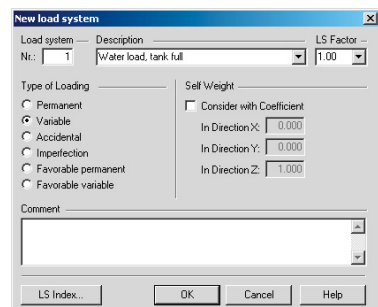 New load system
Load system Description LS Factor
Nr.: 1 Water load, tank full 1.00
Type of Loading Self Weight
Permanent Consider with Coefficient
Variable In Direction X: 0.000
Accidental In Direction Y: 0.000
Imperfection In Direction Z: 1.000
Favorable permanent
Favorable variable
Comment
LS Index... OK Cancel Help